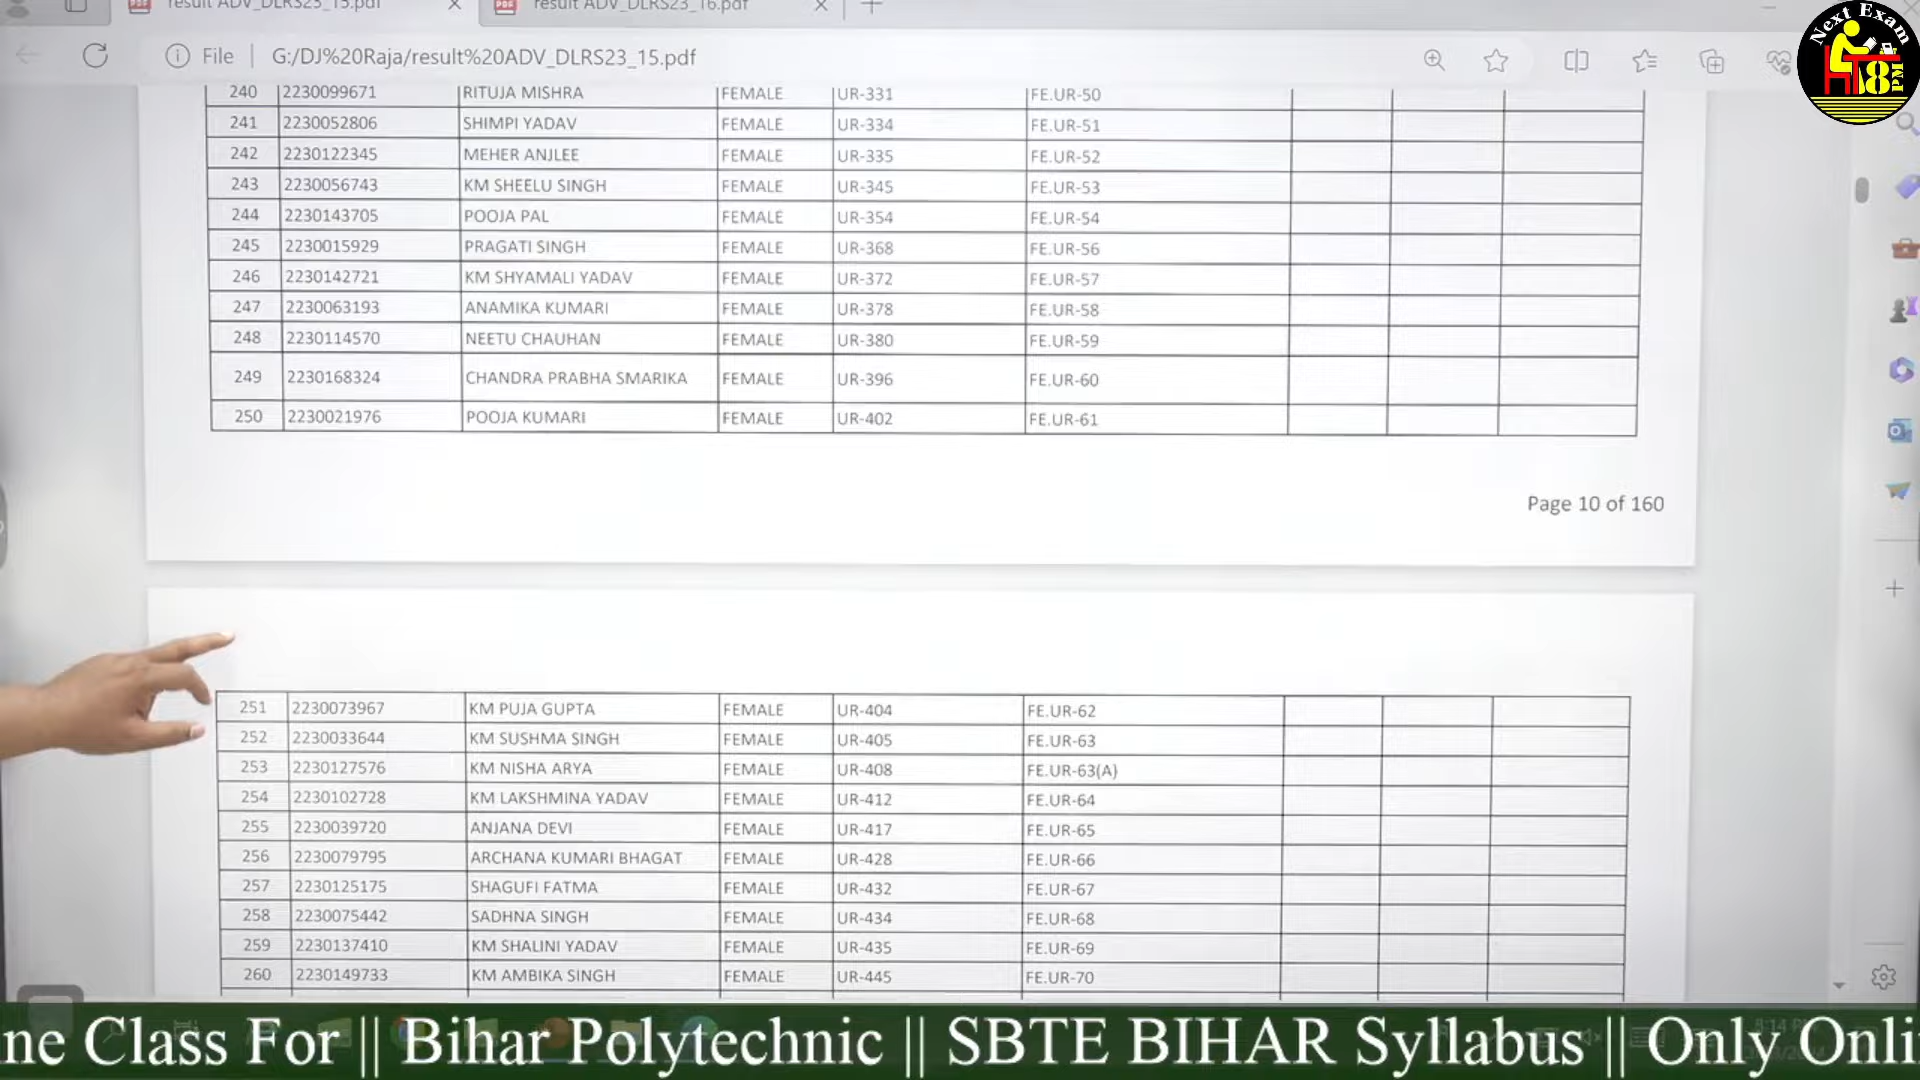 result ADV_DLRS23_15.pdf
result ADV_DLRS23_16.pdf
File G:/DJ%20Raja/result%20ADV_DLRS23_15.pdf
Next Exam 8 PM
240 2230099671 RITUJA MISHRA FEMALE UR-331 FE.UR-50
241 2230052806 SHIMPI YADAV FEMALE UR-334 FE.UR-51
242 2230122345 MEHER ANJLEE FEMALE UR-335 FE.UR-52
243 2230056743 KM SHEELU SINGH FEMALE UR-345 FE.UR-53
244 2230143705 POOJA PAL FEMALE UR-354 FE.UR-54
245 2230015929 PRAGATI SINGH FEMALE UR-368 FE.UR-56
246 2230142721 KM SHYAMALI YADAV FEMALE UR-372 FE.UR-57
247 2230063193 ANAMIKA KUMARI FEMALE UR-378 FE.UR-58
248 2230114570 NEETU CHAUHAN FEMALE UR-380 FE.UR-59
249 2230168324 CHANDRA PRABHA SMARIKA FEMALE UR-396 FE.UR-60
250 2230021976 POOJA KUMARI FEMALE UR-402 FE.UR-61
Page 10 of 160
251 2230073967 KM PUJA GUPTA FEMALE UR-404 FE.UR-62
252 2230033644 KM SUSHMA SINGH FEMALE UR-405 FE.UR-63
253 2230127576 KM NISHA ARYA FEMALE UR-408 FE.UR-63(A)
254 2230102728 KM LAKSHMINA YADAV FEMALE UR-412 FE.UR-64
255 2230039720 ANJANA DEVI FEMALE UR-417 FE.UR-65
256 2230079795 ARCHANA KUMARI BHAGAT FEMALE UR-428 FE.UR-66
257 2230125175 SHAGUFI FATMA FEMALE UR-432 FE.UR-67
258 2230075442 SADHNA SINGH FEMALE UR-434 FE.UR-68
259 2230137410 KM SHALINI YADAV FEMALE UR-435 FE.UR-69
260 2230149733 KM AMBIKA SINGH FEMALE UR-445 FE.UR-70
ne Class For || Bihar Polytechnic || SBTE BIHAR Syllabus || Only Onli